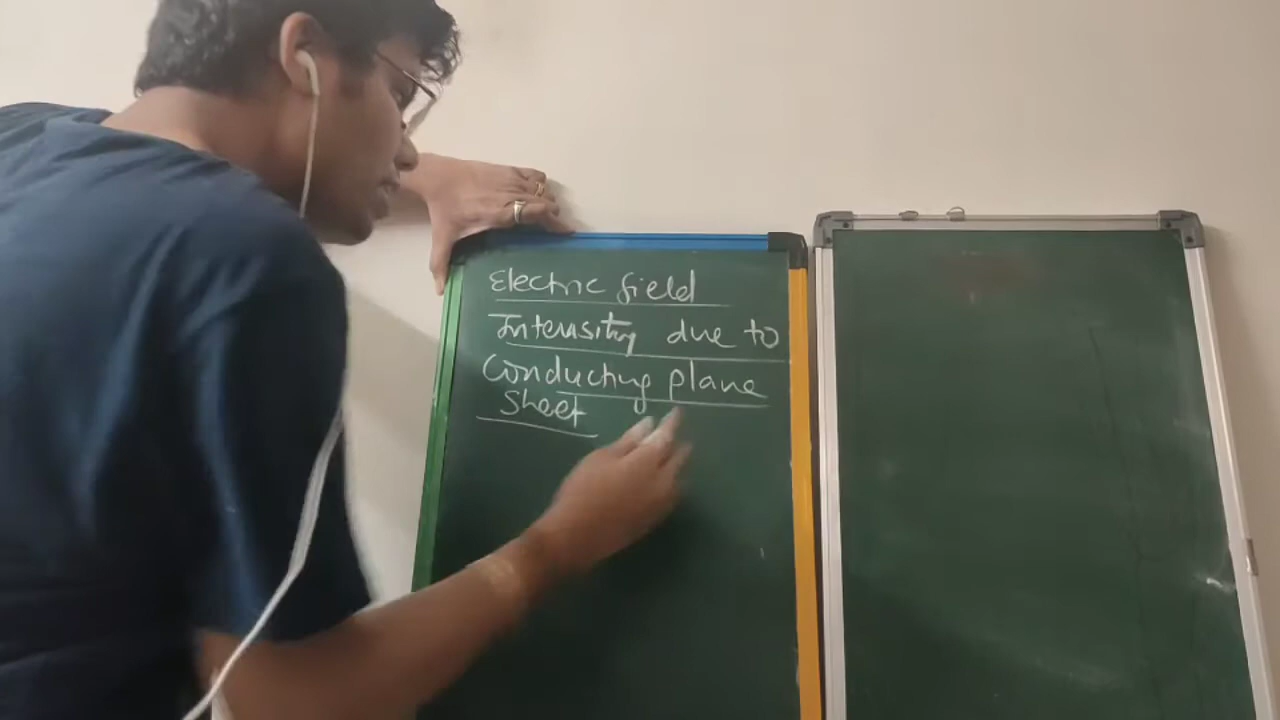 Electric field
Intensity due to
Conducting plane
Sheet